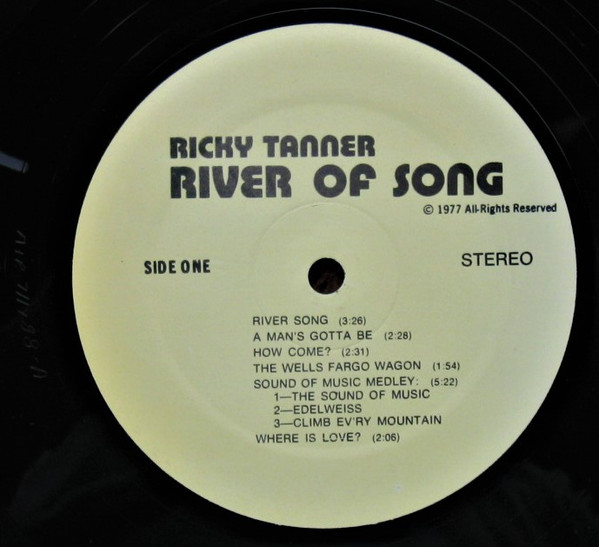 RICKY TANNER
RIVER OF SONG
© 1977 All Rights Reserved
SIDE ONE
STEREO
RIVER SONG (3:26)
A MAN'S GOTTA BE (2:28)
HOW COME? (2:31)
THE WELLS FARGO WAGON (1:54)
SOUND OF MUSIC MEDLEY: (5:22)
1—THE SOUND OF MUSIC
2—EDELWEISS
3—CLIMB EV'RY MOUNTAIN
WHERE IS LOVE? (2:06)